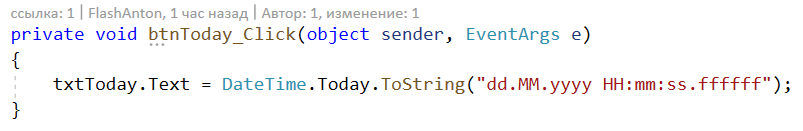 ссылка: 1 | FlashAnton, 1 час назад | Автор: 1, изменение: 1
private void btnToday_Click(object sender, EventArgs e)
{
    txtToday.Text = DateTime.Today.ToString("dd.MM.yyyy HH:mm:ss.ffffff");
}